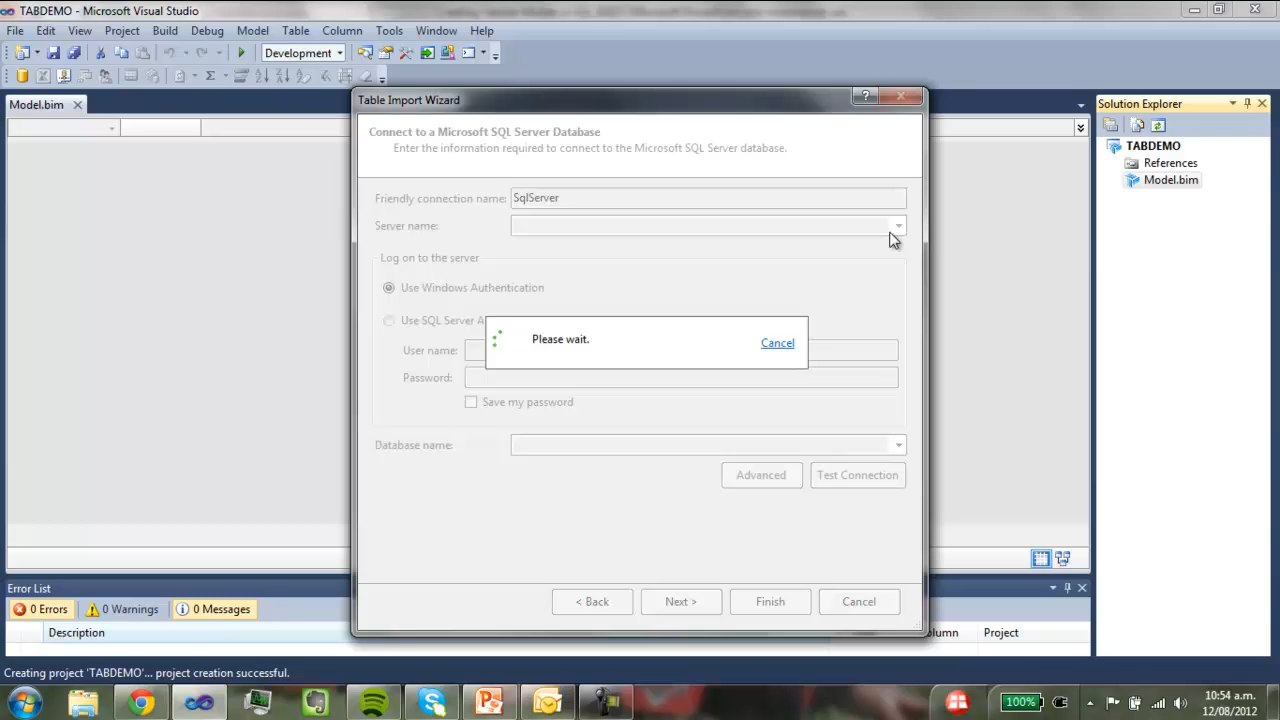 TABDEMO - Microsoft Visual Studio
File Edit View Project Build Debug Model Table Column Tools Window Help
Development
Model.bim
Table Import Wizard
Connect to a Microsoft SQL Server Database
Enter the information required to connect to the Microsoft SQL Server database.
Friendly connection name: SqlServer
Server name:
Log on to the server
Use Windows Authentication
Use SQL Server A
Please wait. Cancel
User name:
Password:
Save my password
Database name:
Advanced Test Connection
< Back Next > Finish Cancel
Solution Explorer
TABDEMO
References
Model.bim
Error List
0 Errors 0 Warnings 0 Messages
Description olumn Project
Creating project 'TABDEMO'... project creation successful.
100%
10:54 a.m.
12/08/2012